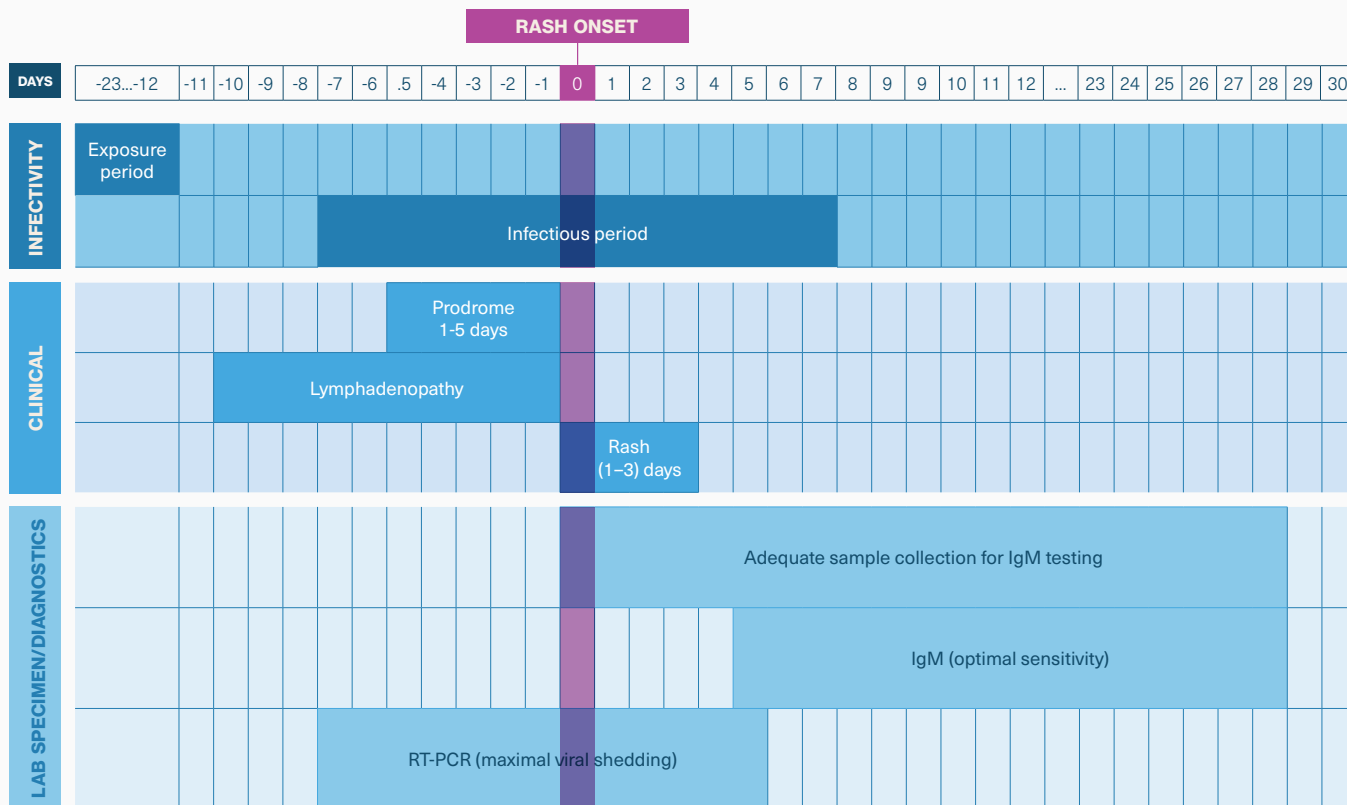 RASH ONSET
DAYS -23...-12 -11 -10 -9 -8 -7 -6 .5 -4 -3 -2 -1 0 1 2 3 4 5 6 7 8 9 9 10 11 12 ... 23 24 25 26 27 28 29 30
INFECTIVITY
Exposure
period
Infectious period
CLINICAL
Prodrome
1-5 days
Lymphadenopathy
Rash
(1–3) days
LAB SPECIMEN/DIAGNOSTICS
Adequate sample collection for IgM testing
IgM (optimal sensitivity)
RT-PCR (maximal viral shedding)